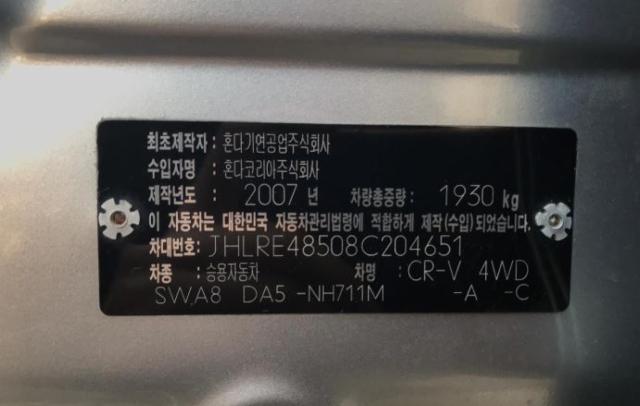 최초제작자 : 혼다기연공업주식회사
수입자명 : 혼다코리아주식회사
제작년도 : 2007 년 차량총중량 : 1930 kg
이 자동차는 대한민국 자동차관리법령에 적합하게 제작 (수입) 되었습니다.
차대번호: JHLRE48508C204651
차종 : 승용자동차 차명 : CR-V 4WD
SWA8 DA5 -NH711M -A -C